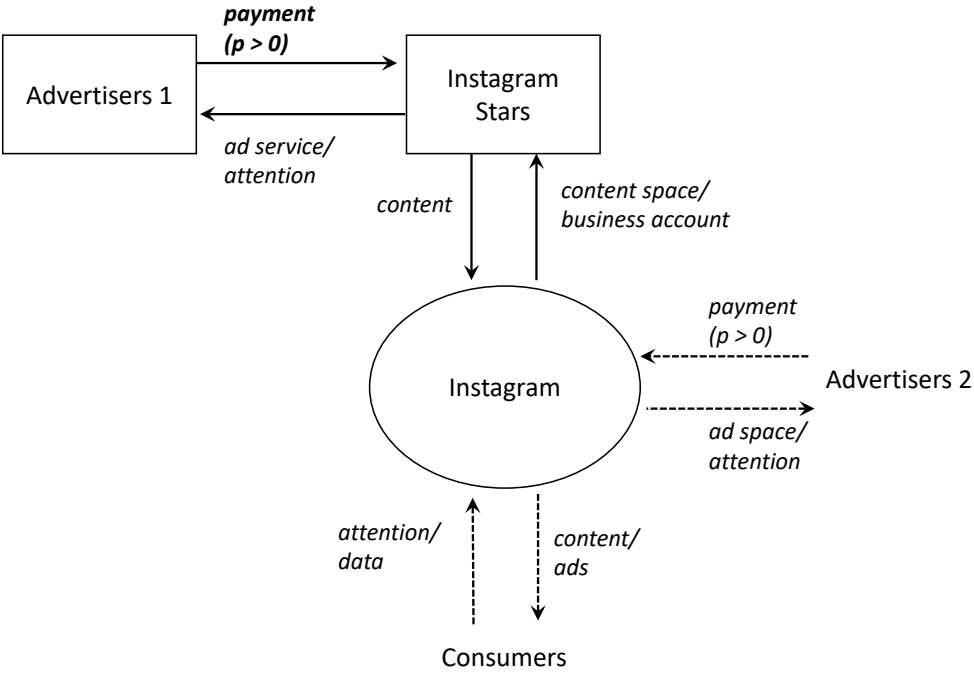 payment
(p > 0)
Advertisers 1
Instagram
Stars
ad service/
attention
content
content space/
business account
payment
(p > 0)
Instagram
Advertisers 2
ad space/
attention
attention/
data
content/
ads
Consumers